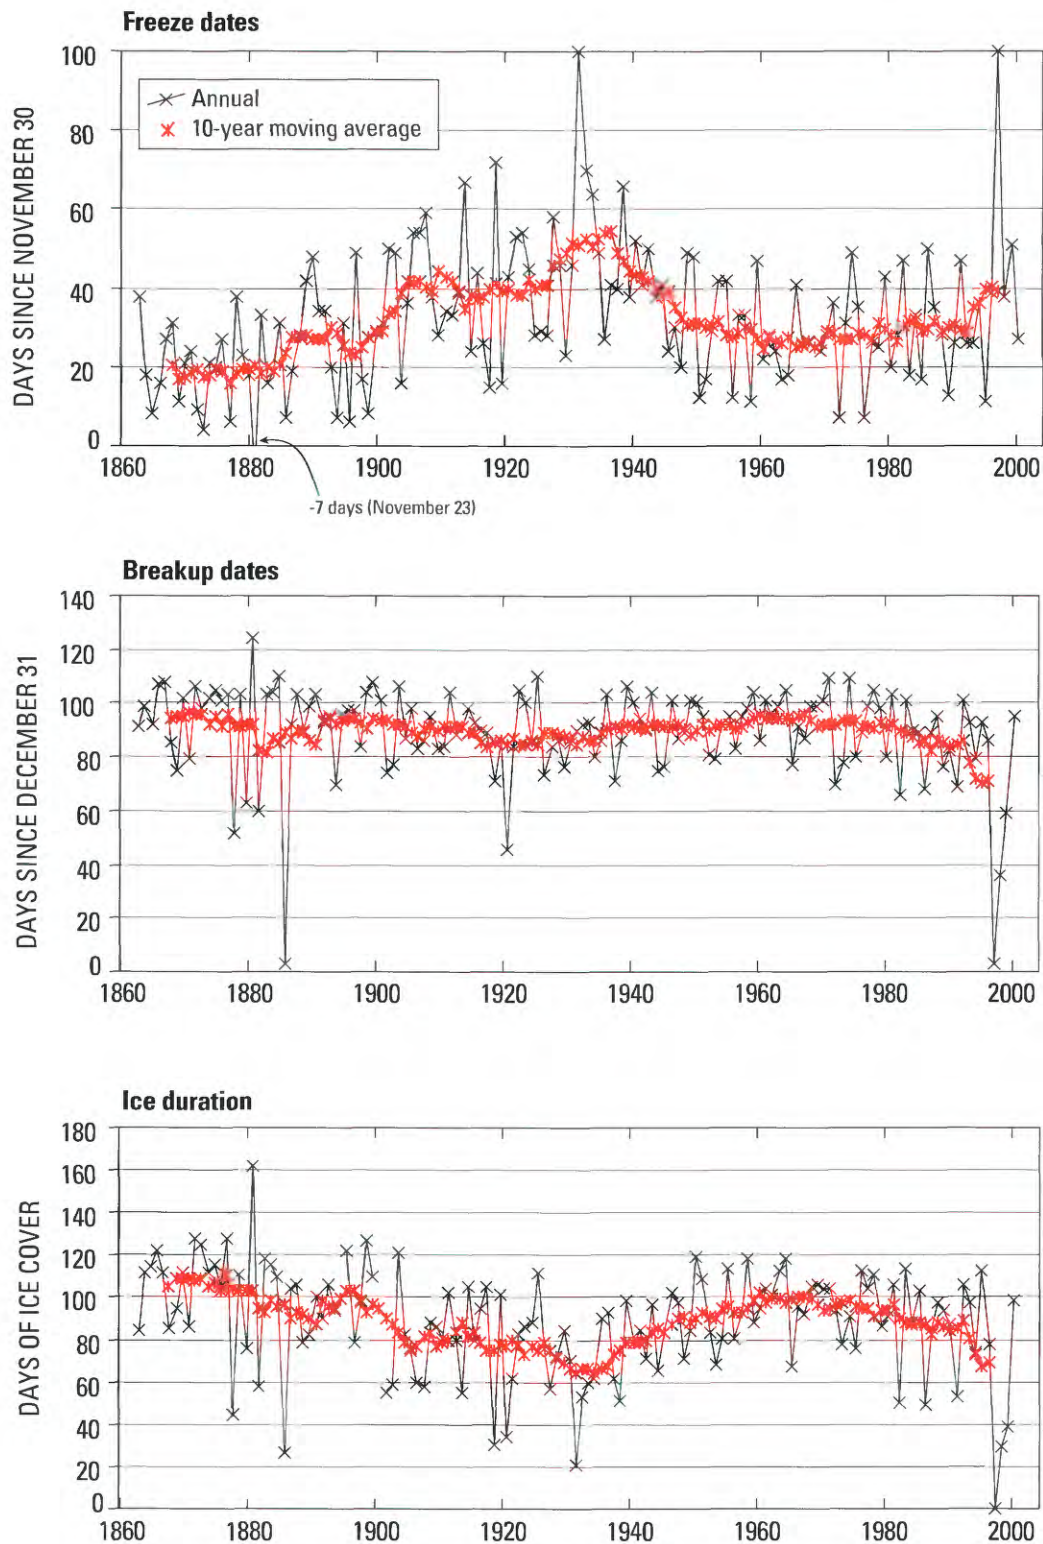 Freeze dates
100
80
60
40
20
0
DAYS SINCE NOVEMBER 30
Annual
10-year moving average
1860 1880 1900 1920 1940 1960 1980 2000
-7 days (November 23)
Breakup dates
140
120
100
80
60
40
20
0
DAYS SINCE DECEMBER 31
1860 1880 1900 1920 1940 1960 1980 2000
Ice duration
180
160
140
120
100
80
60
40
20
0
DAYS OF ICE COVER
1860 1880 1900 1920 1940 1960 1980 2000